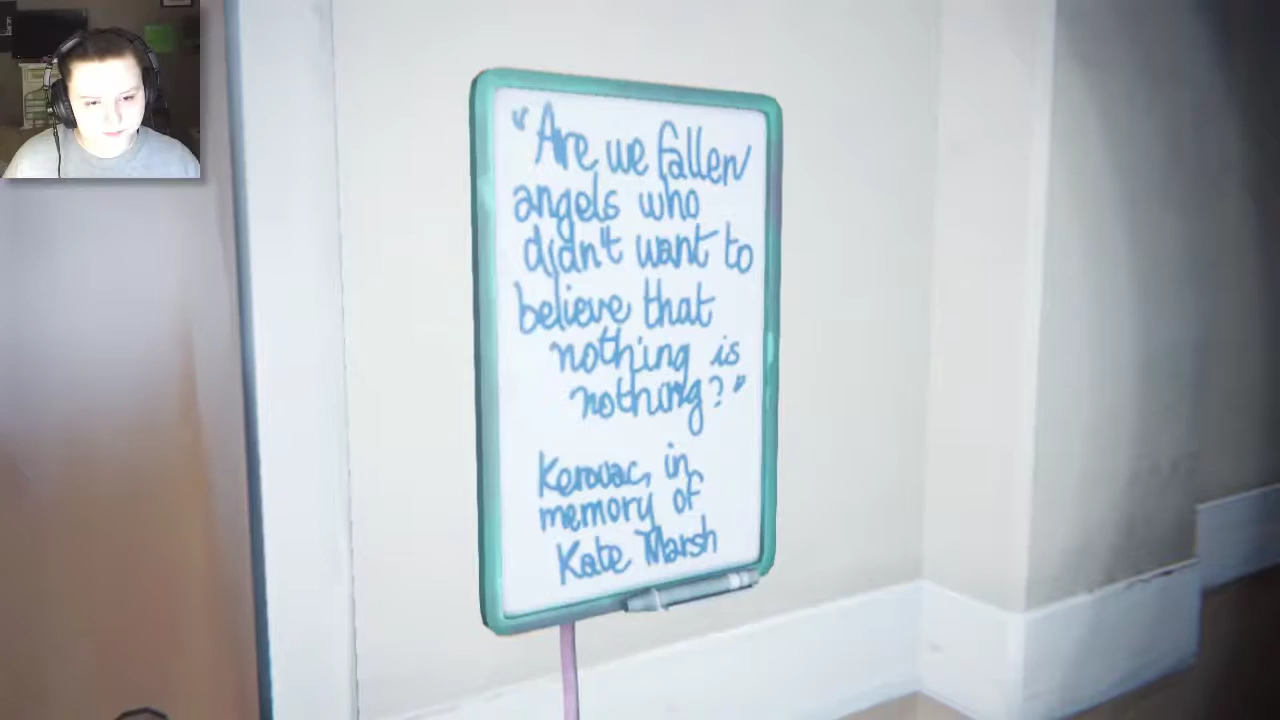 "Are we fallen
angels who
didn't want to
believe that
nothing is
nothing?"
Kerouac, in
memory of
Kate Marsh